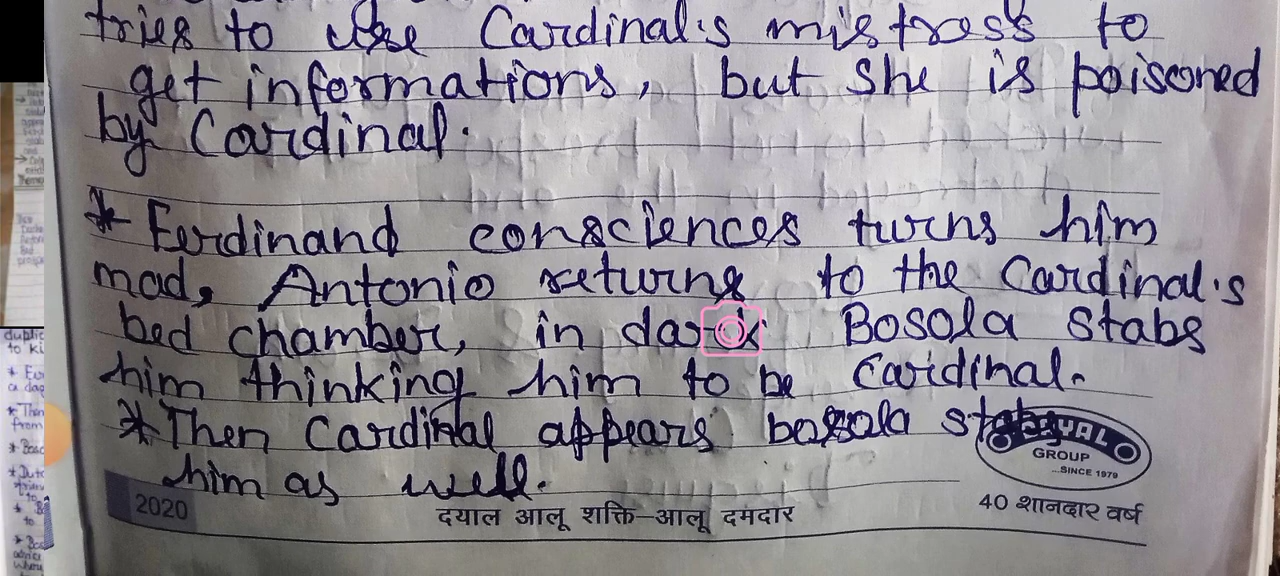 tries to use Cardinal's mistress to
get informations, but she is poisoned
by Cardinal.
* Ferdinand consciences turns him
mad, Antonio returns to the Cardinal's
bed chamber, in dark Bosola stabs
him thinking him to be Cardinal.
* Then Cardinal appears bosola stabs
him as well.
ROYAL
GROUP
...SINCE 1979
2020 दयाल आलू शक्ति–आलू दमदार 40 शानदार वर्ष